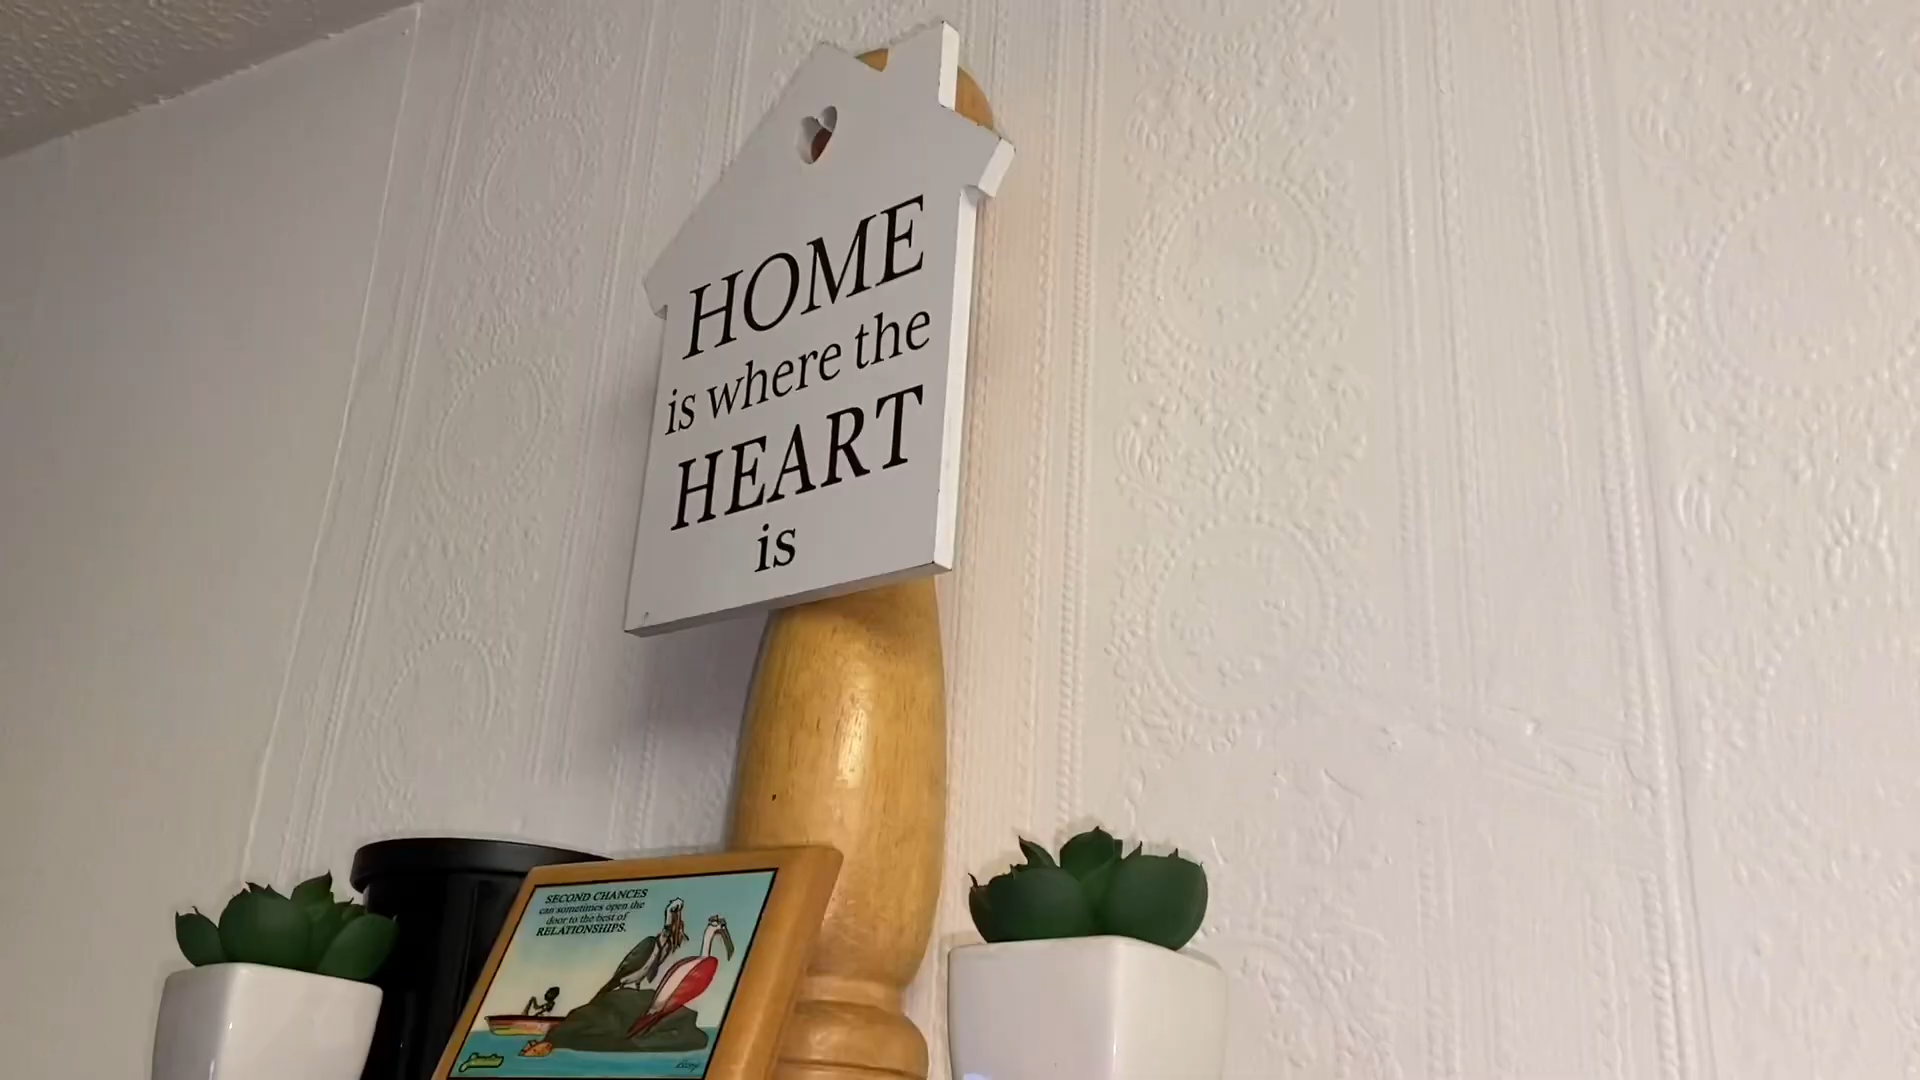 HOME
is where the
HEART
is
SECOND CHANCES
can sometimes open the
door to the best of
RELATIONSHIPS.